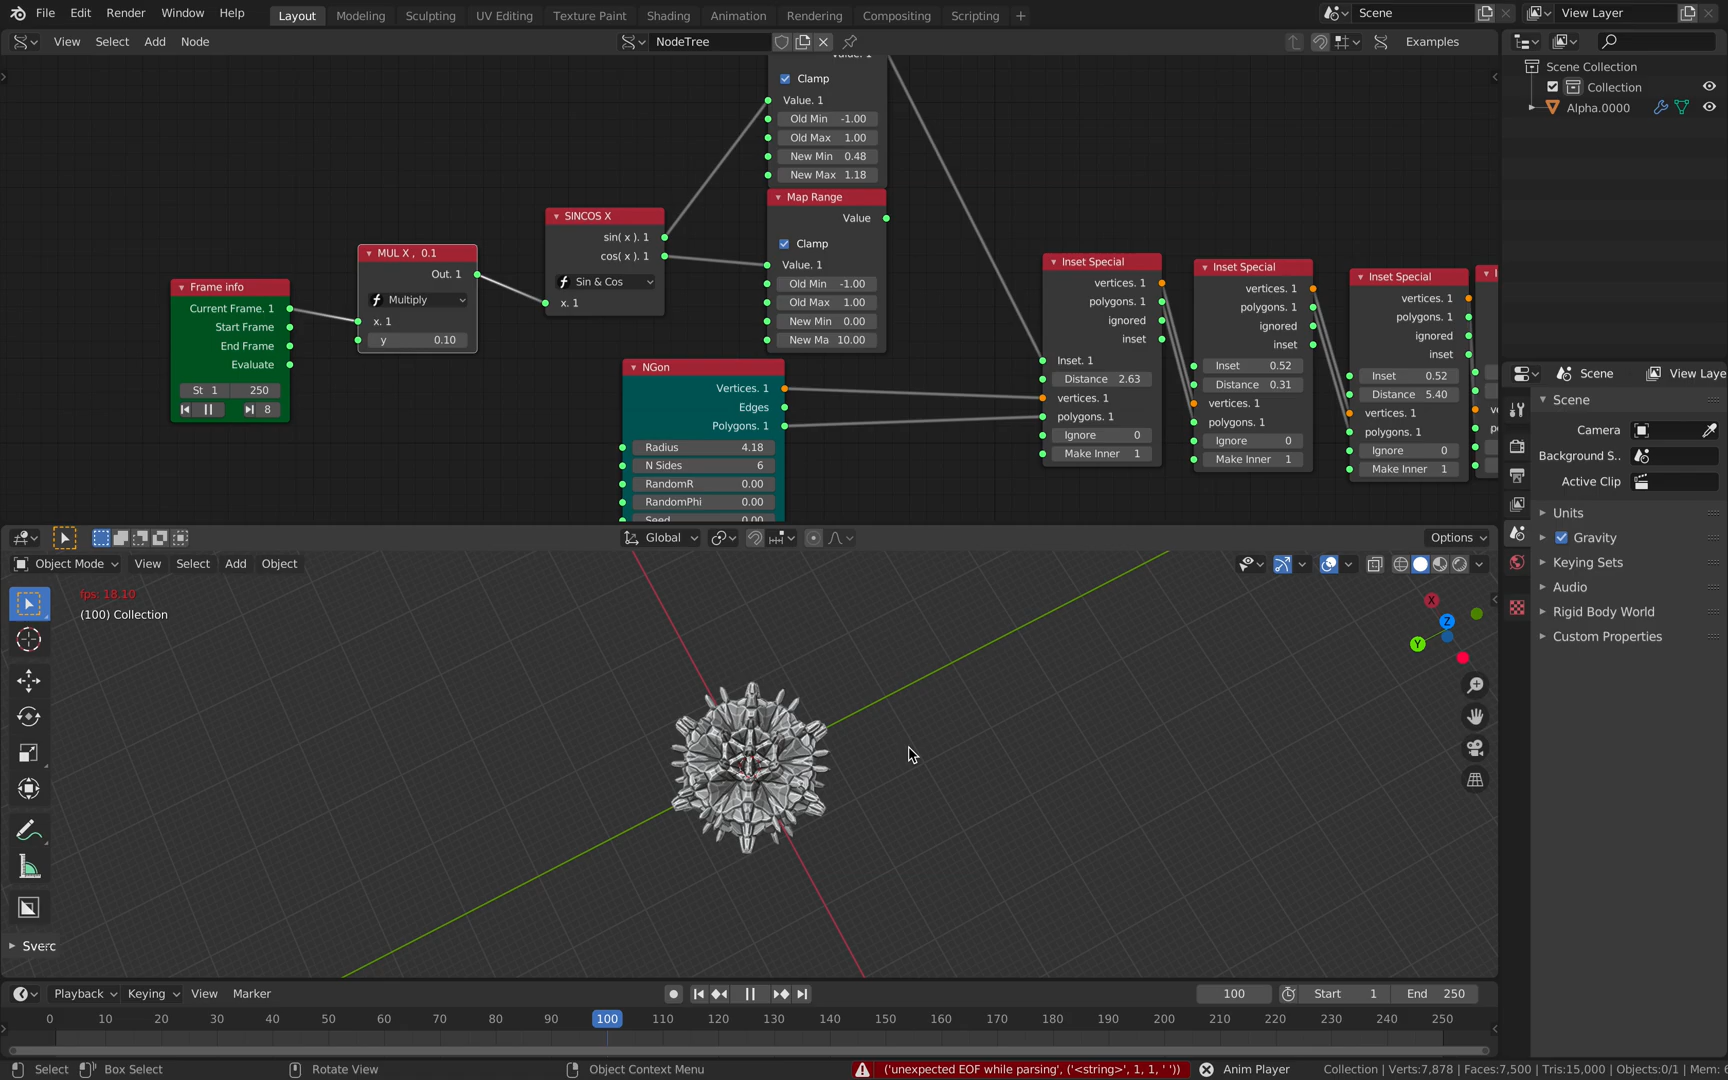 File Edit Render Window Help Layout Modeling Sculpting UV Editing Texture Paint Shading Animation Rendering Compositing Scripting + Scene View Layer
View Select Add Node NodeTree Examples
Scene Collection
Collection
Alpha.0000
Value. 1
Clamp
Value. 1
Old Min -1.00
Old Max 1.00
New Min 0.48
New Max 1.18
Map Range
Value
Clamp
Value. 1
Old Min -1.00
Old Max 1.00
New Min 0.00
New Ma 10.00
SINCOS X
sin( x ). 1
cos( x ). 1
Sin & Cos
x. 1
MUL X , 0.1
Out. 1
Multiply
x. 1
y 0.10
Frame info
Current Frame. 1
Start Frame
End Frame
Evaluate
St 1 250
8
NGon
Vertices. 1
Edges
Polygons. 1
Radius 4.18
N Sides 6
RandomR 0.00
RandomPhi 0.00
Seed 0.00
Inset Special
vertices. 1
polygons. 1
ignored
inset
Inset. 1
Distance 2.63
vertices. 1
polygons. 1
Ignore 0
Make Inner 1
Inset Special
vertices. 1
polygons. 1
ignored
inset
Inset 0.52
Distance 0.31
vertices. 1
polygons. 1
Ignore 0
Make Inner 1
Inset Special
vertices. 1
polygons. 1
ignored
inset
Inset 0.52
Distance 5.40
vertices. 1
polygons. 1
Ignore 0
Make Inner 1
Scene View Laye
Scene
Camera
Background S..
Active Clip
Units
Gravity
Keying Sets
Audio
Rigid Body World
Custom Properties
Global Options
Object Mode View Select Add Object
fps: 18.10
(100) Collection
X
Z
Y
Sverc
Playback Keying View Marker 100 Start 1 End 250
0 10 20 30 40 50 60 70 80 90 100 110 120 130 140 150 160 170 180 190 200 210 220 230 240 250
Select Box Select Rotate View Object Context Menu ('unexpected EOF while parsing', ('<string>', 1, 1, ' ')) Anim Player Collection | Verts:7,878 | Faces:7,500 | Tris:15,000 | Objects:0/1 | Mem: